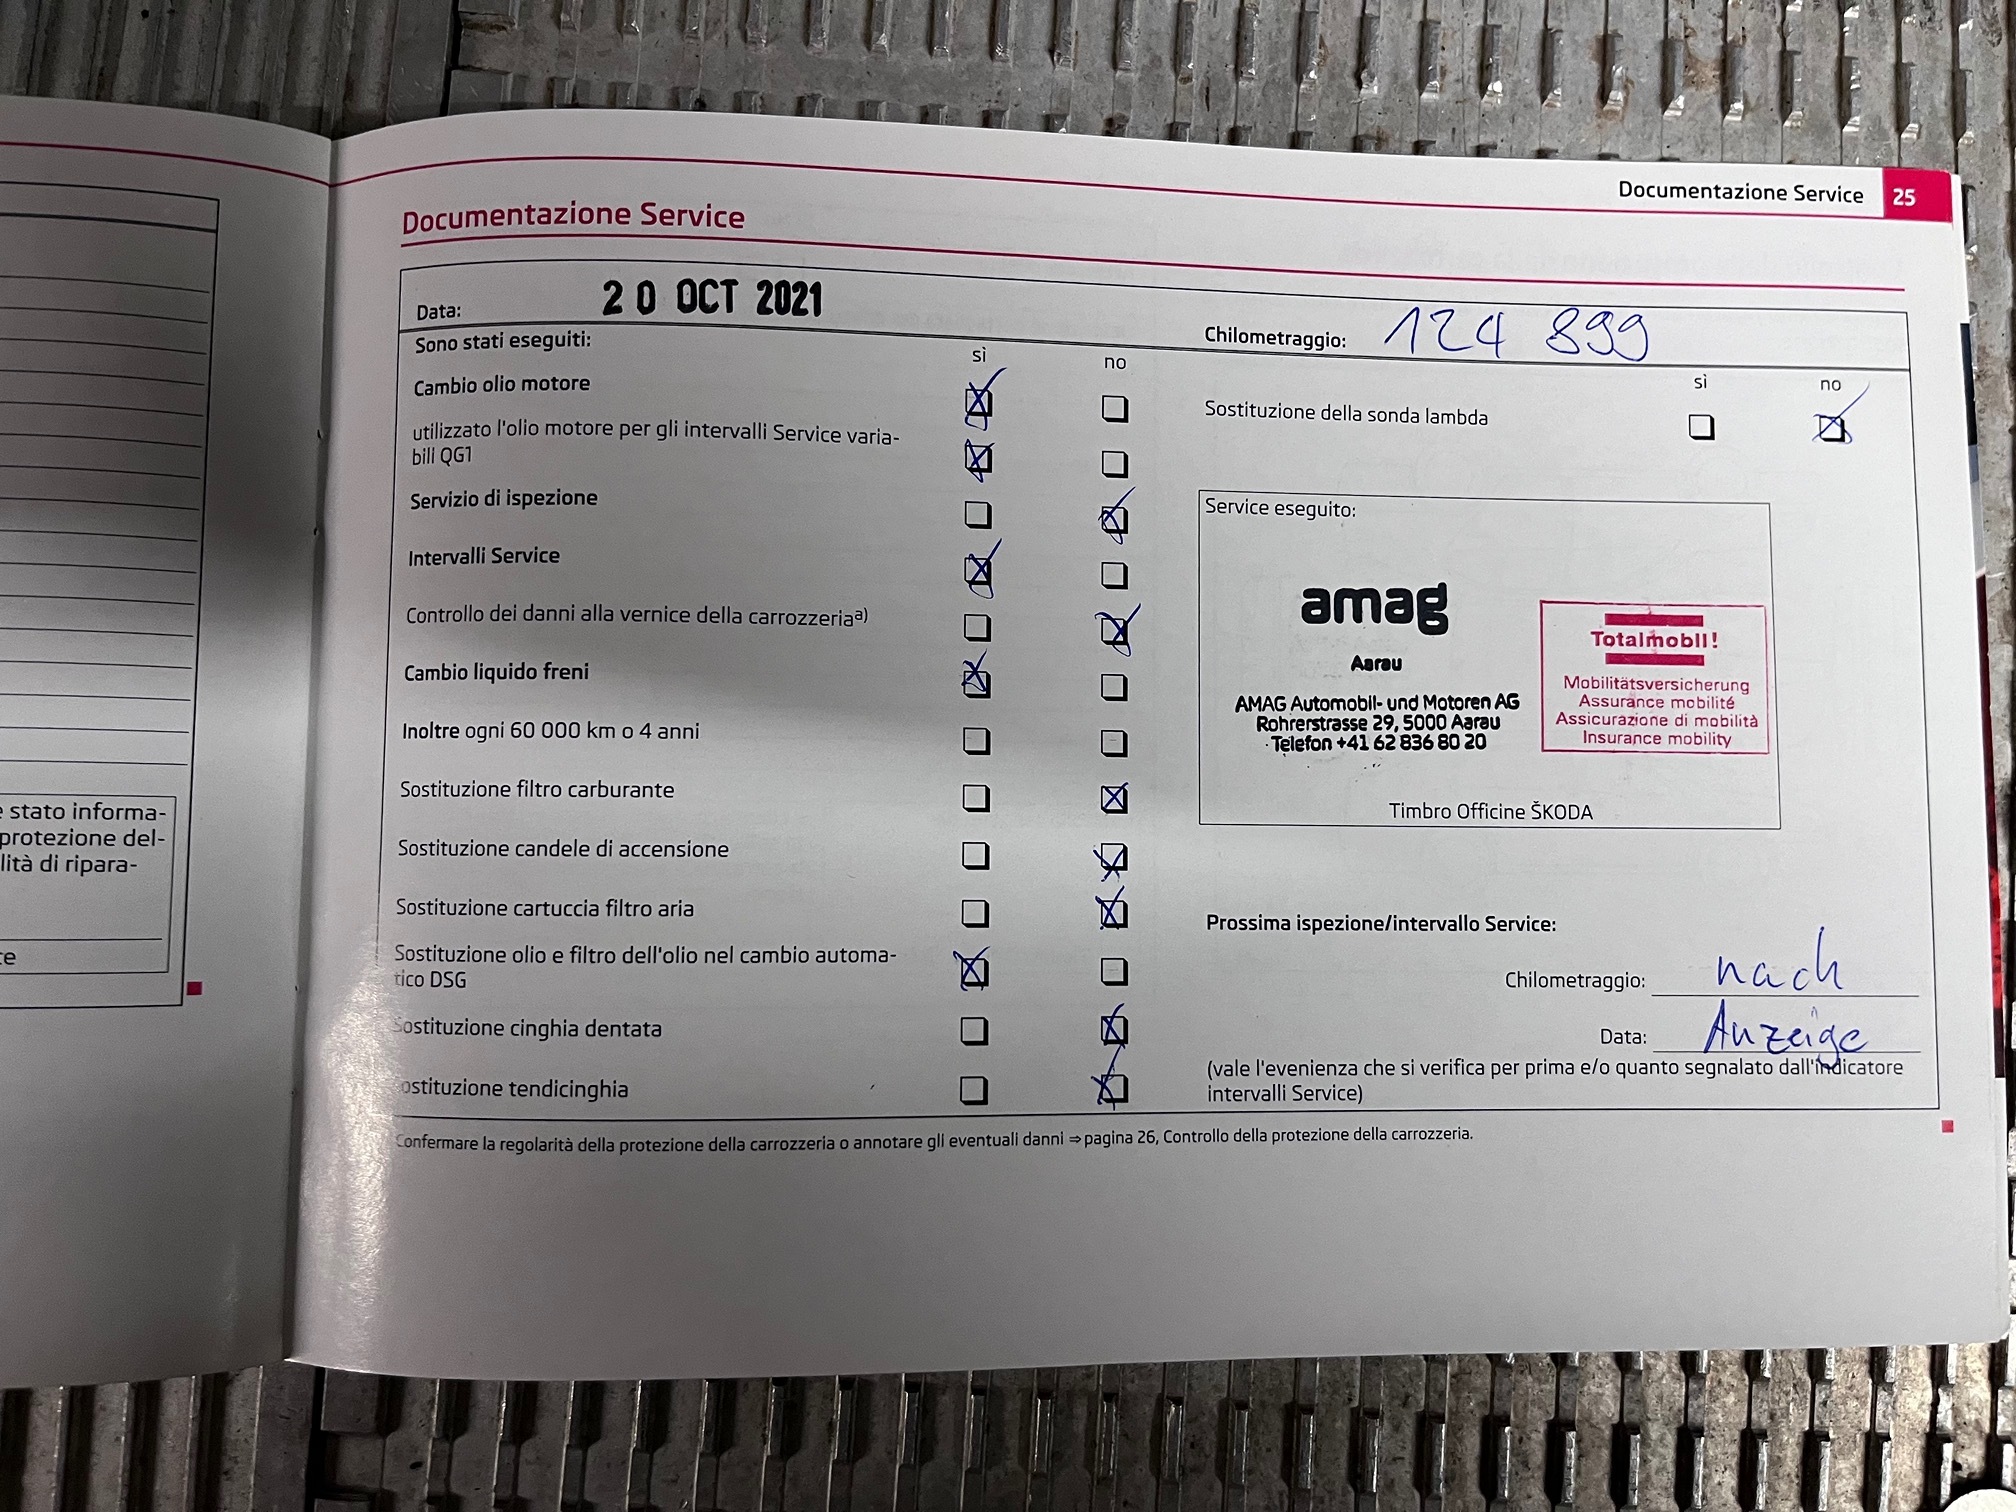 Documentazione Service 25
Documentazione Service
Data: 20 OCT 2021
Chilometraggio: 124 899
Sono stati eseguiti:
sì no
Cambio olio motore
utilizzato l'olio motore per gli intervalli Service varia-
bili QG1
Servizio di ispezione
Intervalli Service
Controllo dei danni alla vernice della carrozzeriaa)
Cambio liquido freni
Inoltre ogni 60 000 km o 4 anni
Sostituzione filtro carburante
Sostituzione candele di accensione
Sostituzione cartuccia filtro aria
Sostituzione olio e filtro dell'olio nel cambio automa-
tico DSG
Sostituzione cinghia dentata
ostituzione tendicinghia
sì no
Sostituzione della sonda lambda
Service eseguito:
amag
Aarau
AMAG Automobil- und Motoren AG
Rohrerstrasse 29, 5000 Aarau
Telefon +41 62 836 80 20
Totalmobil!
Mobilitätsversicherung
Assurance mobilité
Assicurazione di mobilità
Insurance mobility
Timbro Officine ŠKODA
Prossima ispezione/intervallo Service:
Chilometraggio: nach
Data: Anzeige
(vale l'evenienza che si verifica per prima e/o quanto segnalato dall'indicatore
intervalli Service)
Confermare la regolarità della protezione della carrozzeria o annotare gli eventuali danni ⇒ pagina 26, Controllo della protezione della carrozzeria.
e stato informa-
protezione del-
lità di ripara-
te